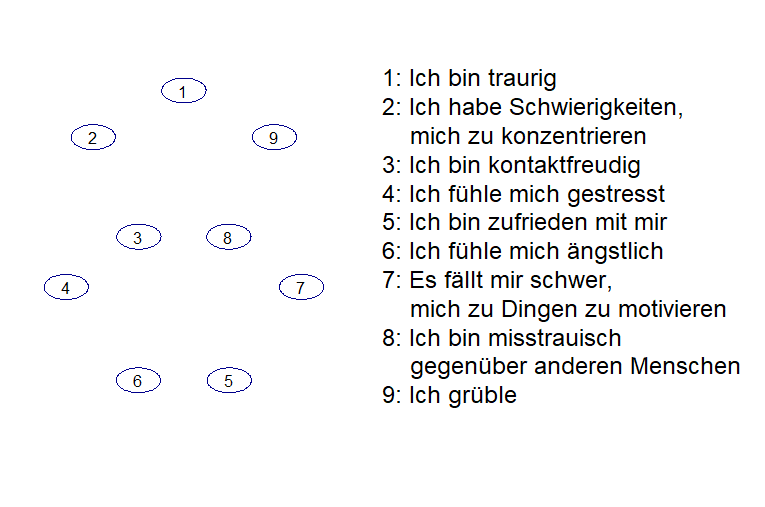 1
2
9
3
8
4
7
6
5
1: Ich bin traurig
2: Ich habe Schwierigkeiten,
mich zu konzentrieren
3: Ich bin kontaktfreudig
4: Ich fühle mich gestresst
5: Ich bin zufrieden mit mir
6: Ich fühle mich ängstlich
7: Es fällt mir schwer,
mich zu Dingen zu motivieren
8: Ich bin misstrauisch
gegenüber anderen Menschen
9: Ich grüble